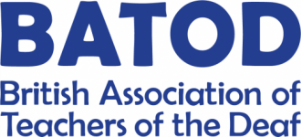 BATOD
British Association of
Teachers of the Deaf